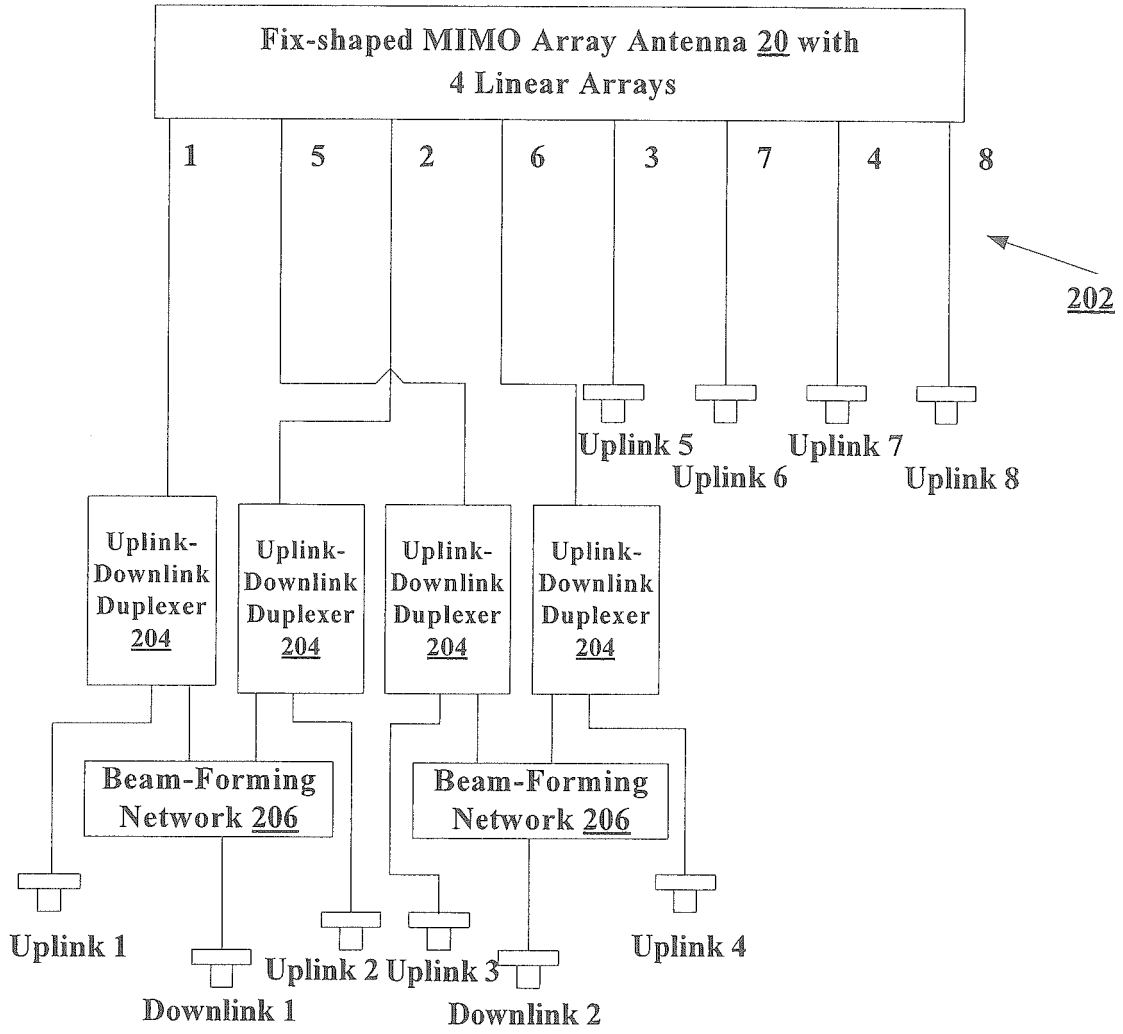 Fix-shaped MIMO Array Antenna 20 with
4 Linear Arrays
1
5
2
6
3
7
4
8
202
Uplink 5
Uplink 6
Uplink 7
Uplink 8
Uplink-
Downlink
Duplexer
204
Uplink-
Downlink
Duplexer
204
Uplink-
Downlink
Duplexer
204
Uplink-
Downlink
Duplexer
204
Beam-Forming
Network 206
Beam-Forming
Network 206
Uplink 1
Downlink 1
Uplink 2
Uplink 3
Downlink 2
Uplink 4